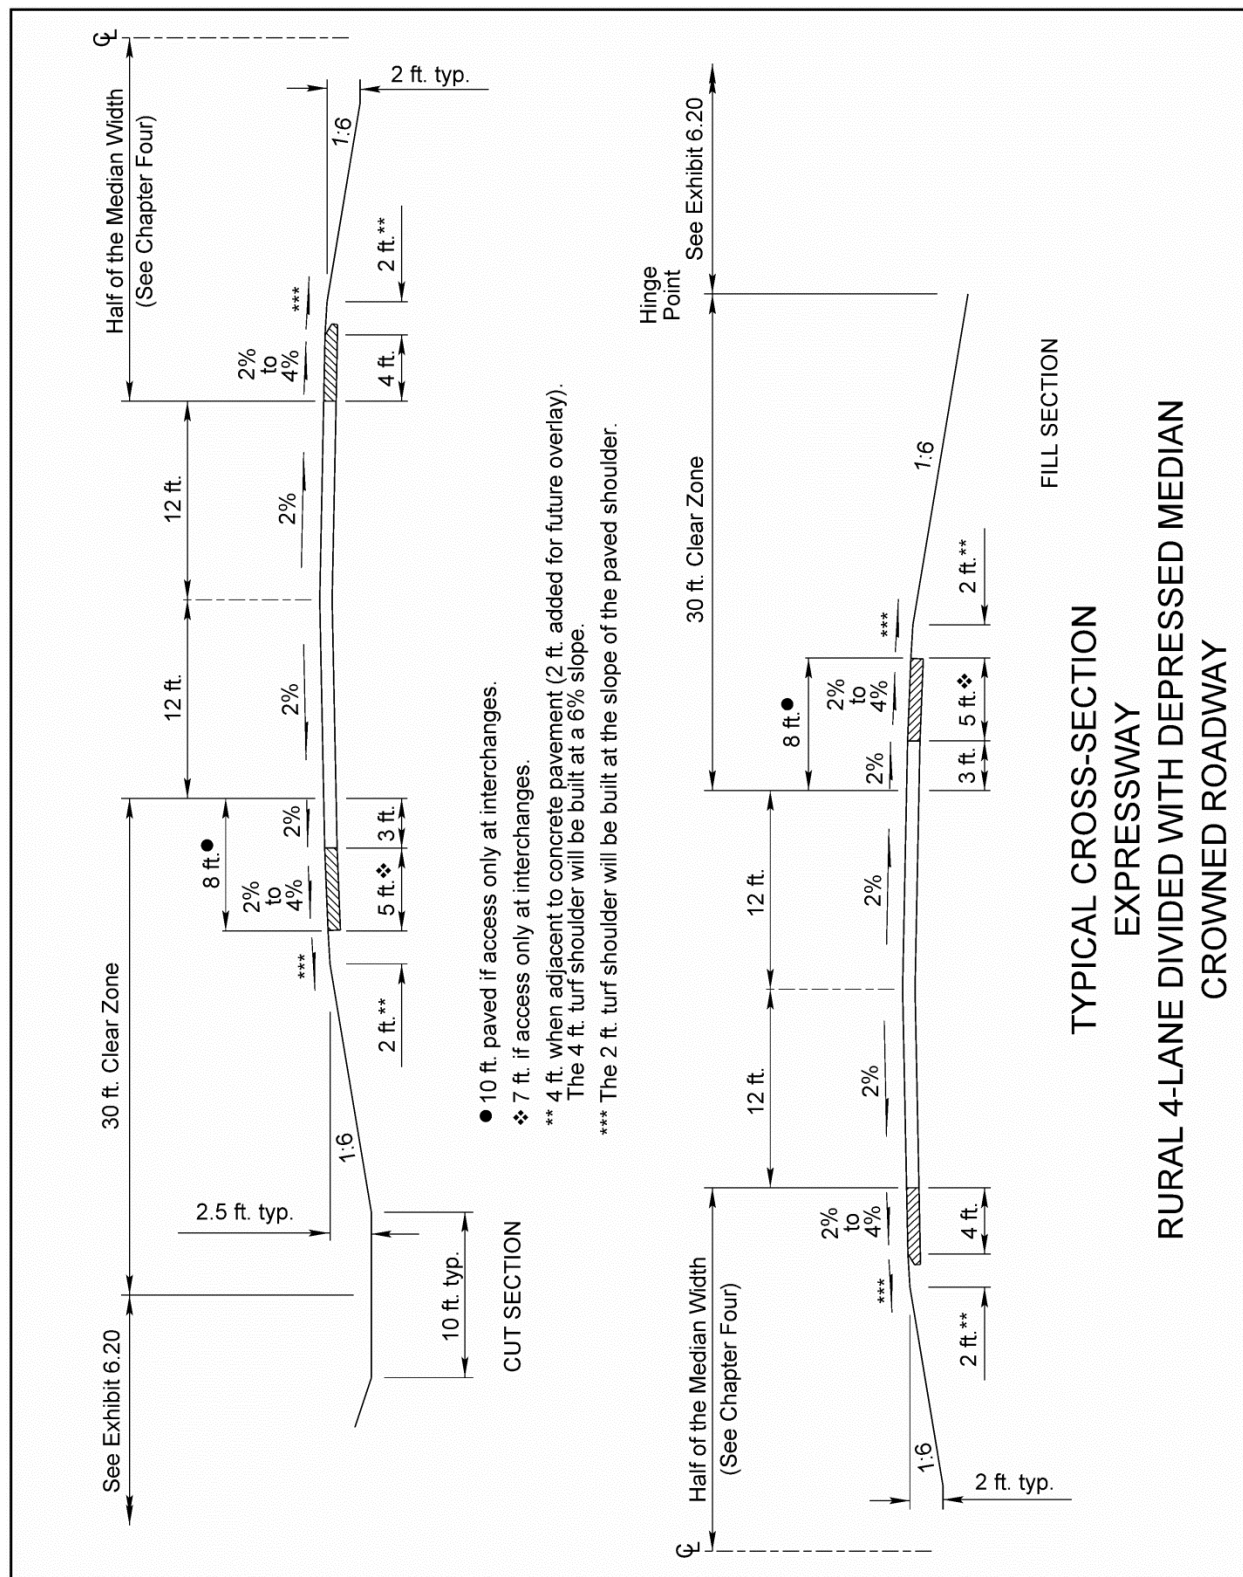 See Exhibit 6.20
30 ft. Clear Zone
12 ft.
12 ft.
Half of the Median Width
(See Chapter Four)
℄
8 ft.●
2%
to
4%
2%
2%
2%
2%
to
4%
***
***
2 ft. typ.
1:6
2.5 ft. typ.
1:6
10 ft. typ.
2 ft.**
5 ft.❖
3 ft.
4 ft.
2 ft.**
CUT SECTION
● 10 ft. paved if access only at interchanges.
❖ 7 ft. if access only at interchanges.
** 4 ft. when adjacent to concrete pavement (2 ft. added for future overlay).
The 4 ft. turf shoulder will be built at a 6% slope.
*** The 2 ft. turf shoulder will be built at the slope of the paved shoulder.
℄
Half of the Median Width
(See Chapter Four)
12 ft.
12 ft.
30 ft. Clear Zone
Hinge
Point
See Exhibit 6.20
8 ft.●
***
2%
to
4%
2%
2%
2%
2%
to
4%
***
1:6
2 ft. typ.
1:6
2 ft.**
4 ft.
3 ft.
5 ft.❖
2 ft.**
FILL SECTION
TYPICAL CROSS-SECTION
EXPRESSWAY
RURAL 4-LANE DIVIDED WITH DEPRESSED MEDIAN
CROWNED ROADWAY